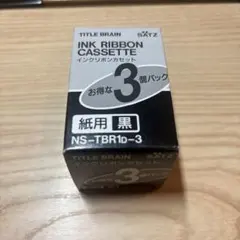 TITLE BRAIN SATZ
INK RIBBON
CASSETTE
インクリボンカセット
お得な3個パック
紙用 黒
NS-TBR1D-3